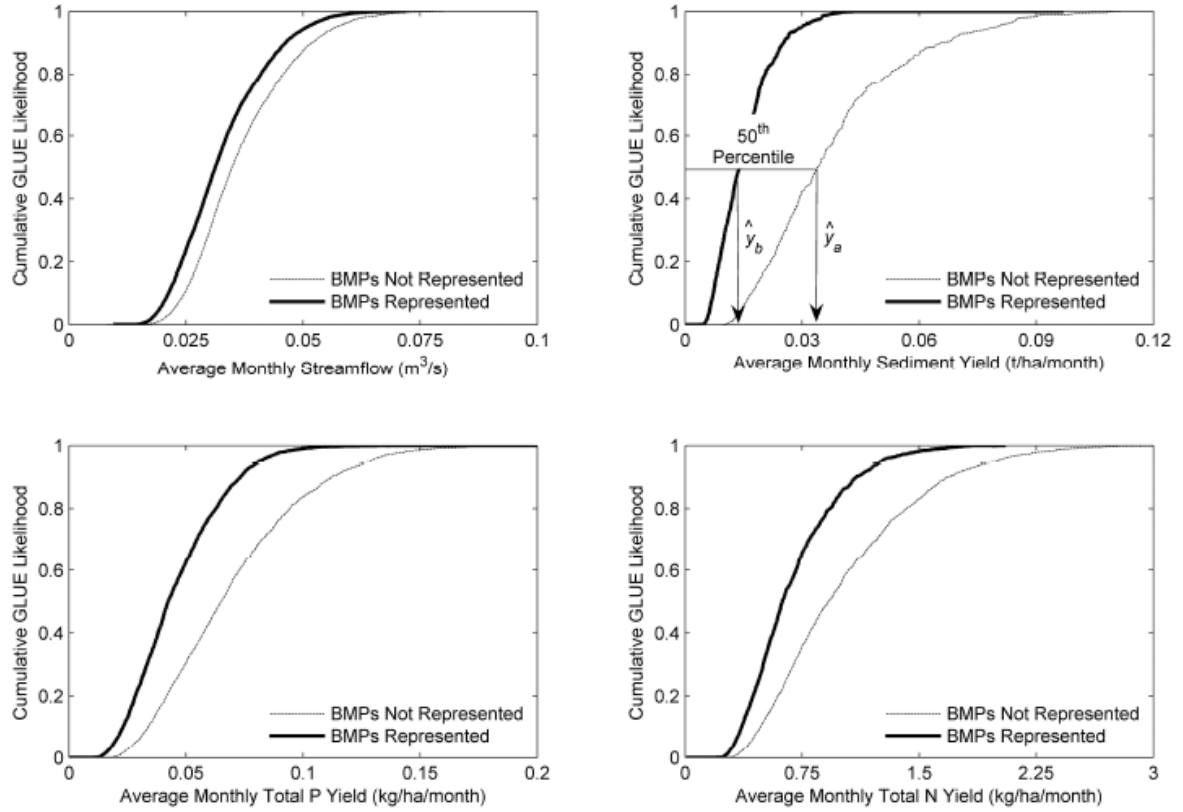 Cumulative GLUE Likelihood
1
0.8
0.6
0.4
0.2
0
BMPs Not Represented
BMPs Represented
0
0.025
0.05
0.075
0.1
Average Monthly Streamflow (m³/s)
Cumulative GLUE Likelihood
1
0.8
0.6
0.4
0.2
0
50th
Percentile
ŷb
ŷa
BMPs Not Represented
BMPs Represented
0
0.03
0.06
0.09
0.12
Average Monthly Sediment Yield (t/ha/month)
Cumulative GLUE Likelihood
1
0.8
0.6
0.4
0.2
0
BMPs Not Represented
BMPs Represented
0
0.05
0.1
0.15
0.2
Average Monthly Total P Yield (kg/ha/month)
Cumulative GLUE Likelihood
1
0.8
0.6
0.4
0.2
0
BMPs Not Represented
BMPs Represented
0
0.75
1.5
2.25
3
Average Monthly Total N Yield (kg/ha/month)